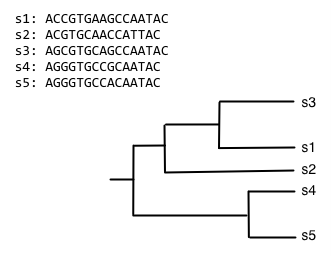 s1: ACCGTGAAGCCAATAC
s2: ACGTGCAACCATTAC
s3: AGCGTGCAGCCAATAC
s4: AGGGTGCCGCAATAC
s5: AGGGTGCCACAATAC
s3
s1
s2
s4
s5